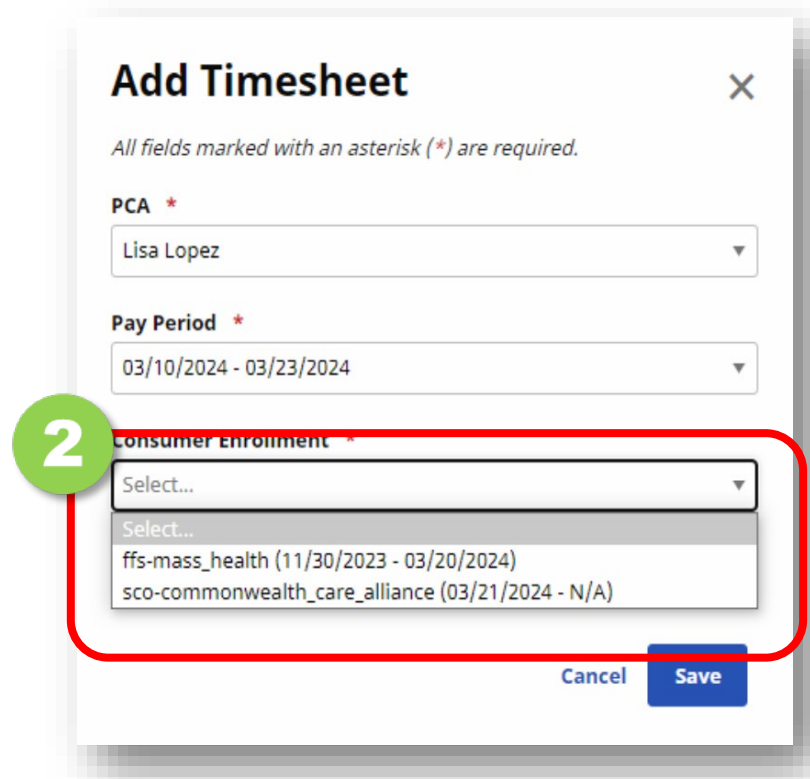 Add Timesheet
All fields marked with an asterisk (*) are required.
PCA *
Lisa Lopez
Pay Period *
03/10/2024 - 03/23/2024
2
Consumer Enrollment *
Select...
Select...
ffs-mass_health (11/30/2023 - 03/20/2024)
sco-commonwealth_care_alliance (03/21/2024 - N/A)
Cancel Save